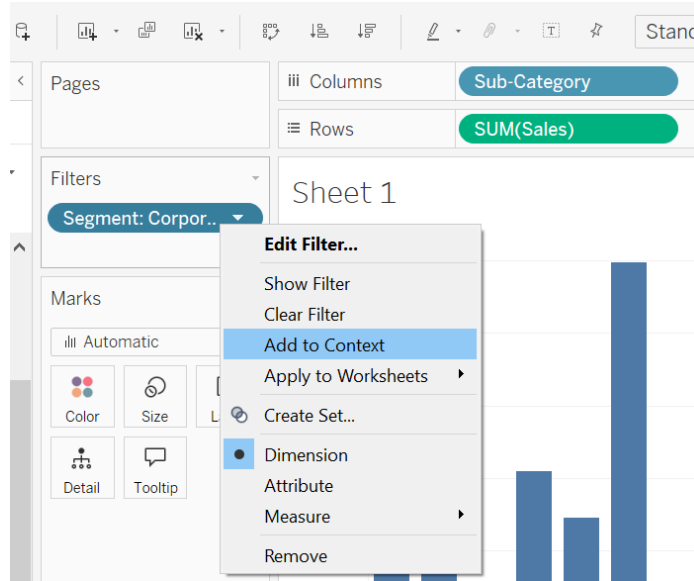 T
Stand
Pages
Columns
Sub-Category
Rows
SUM(Sales)
Filters
Segment: Corpor..
Sheet 1
Edit Filter...
Show Filter
Clear Filter
Add to Context
Apply to Worksheets
Create Set...
Dimension
Attribute
Measure
Remove
Marks
Automatic
Color
Size
L
Detail
Tooltip